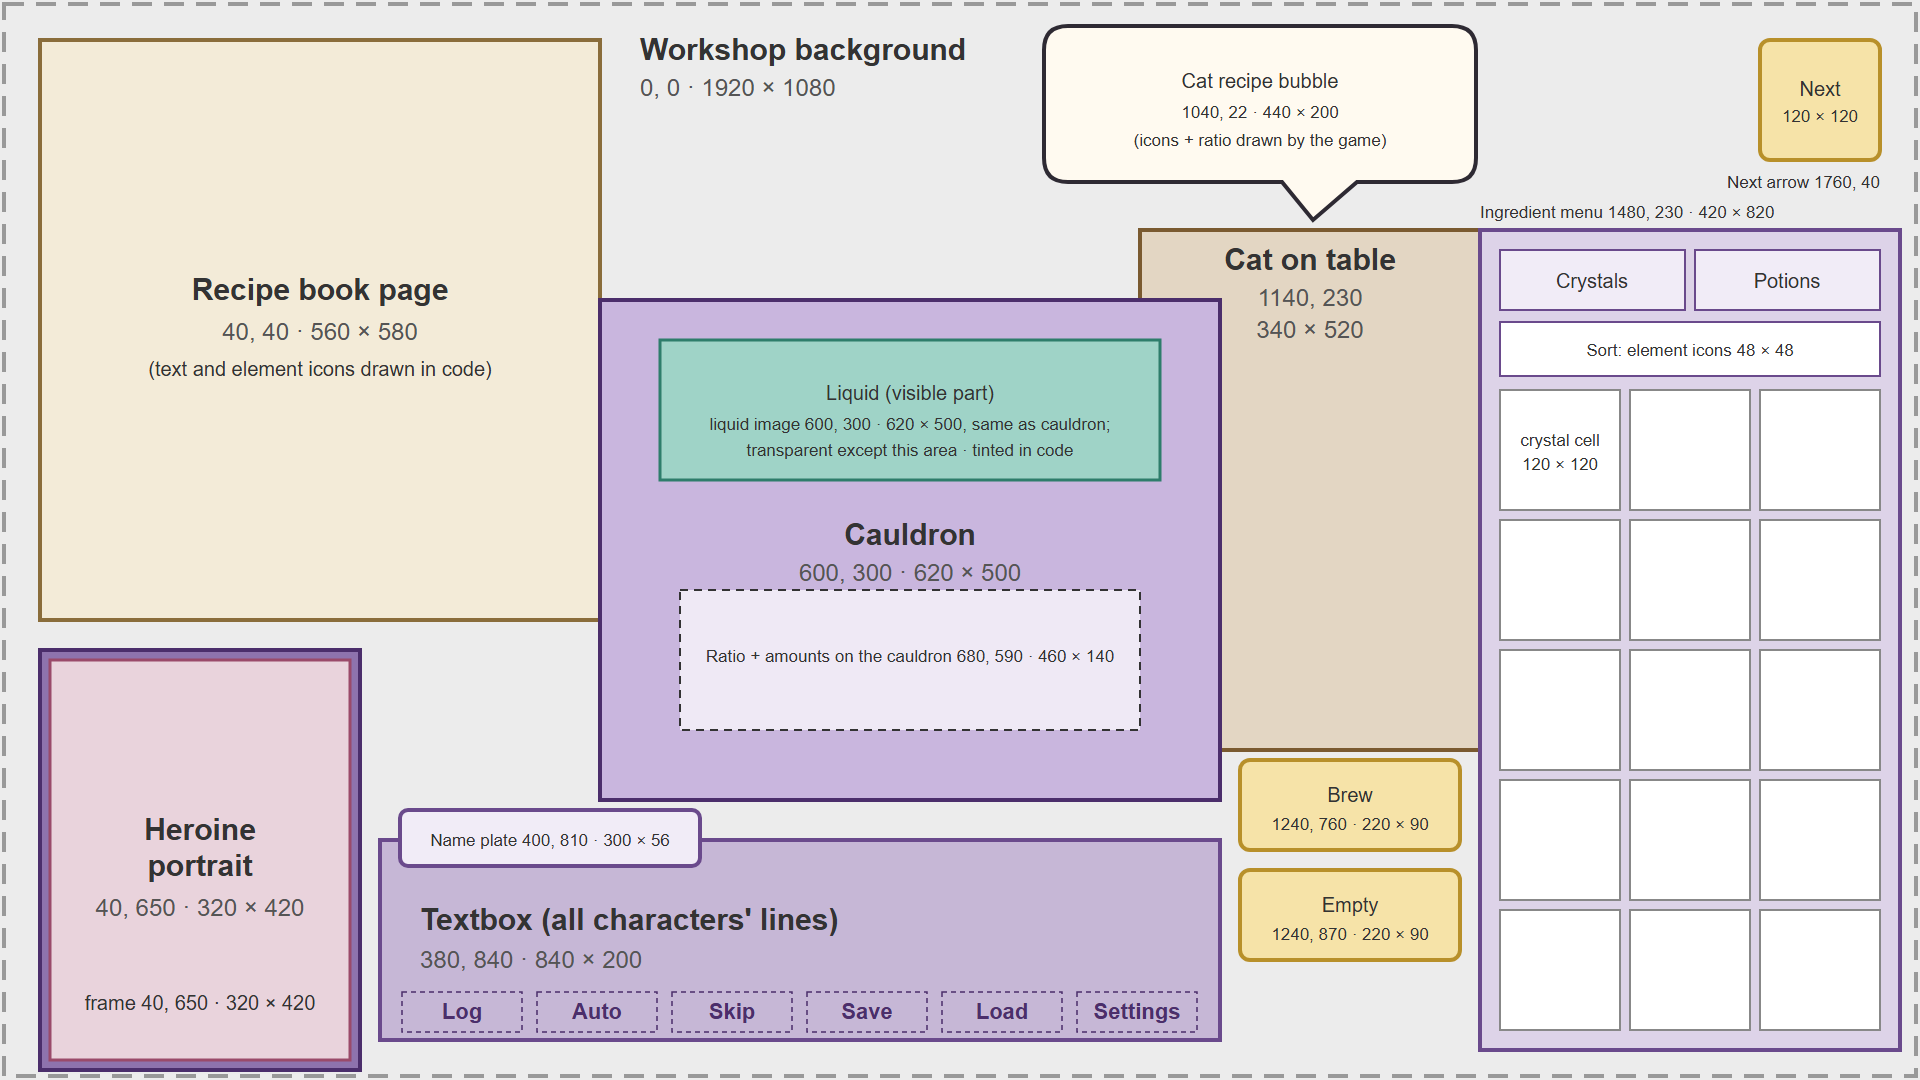 Workshop background
0, 0 · 1920 × 1080
Cat recipe bubble
1040, 22 · 440 × 200
(icons + ratio drawn by the game)
Next
120 × 120
Next arrow 1760, 40
Ingredient menu 1480, 230 · 420 × 820
Recipe book page
40, 40 · 560 × 580
(text and element icons drawn in code)
Cat on table
1140, 230
340 × 520
Crystals
Potions
Sort: element icons 48 × 48
crystal cell
120 × 120
Liquid (visible part)
liquid image 600, 300 · 620 × 500, same as cauldron;
transparent except this area · tinted in code
Cauldron
600, 300 · 620 × 500
Ratio + amounts on the cauldron 680, 590 · 460 × 140
Heroine
portrait
40, 650 · 320 × 420
frame 40, 650 · 320 × 420
Name plate 400, 810 · 300 × 56
Textbox (all characters' lines)
380, 840 · 840 × 200
Log
Auto
Skip
Save
Load
Settings
Brew
1240, 760 · 220 × 90
Empty
1240, 870 · 220 × 90